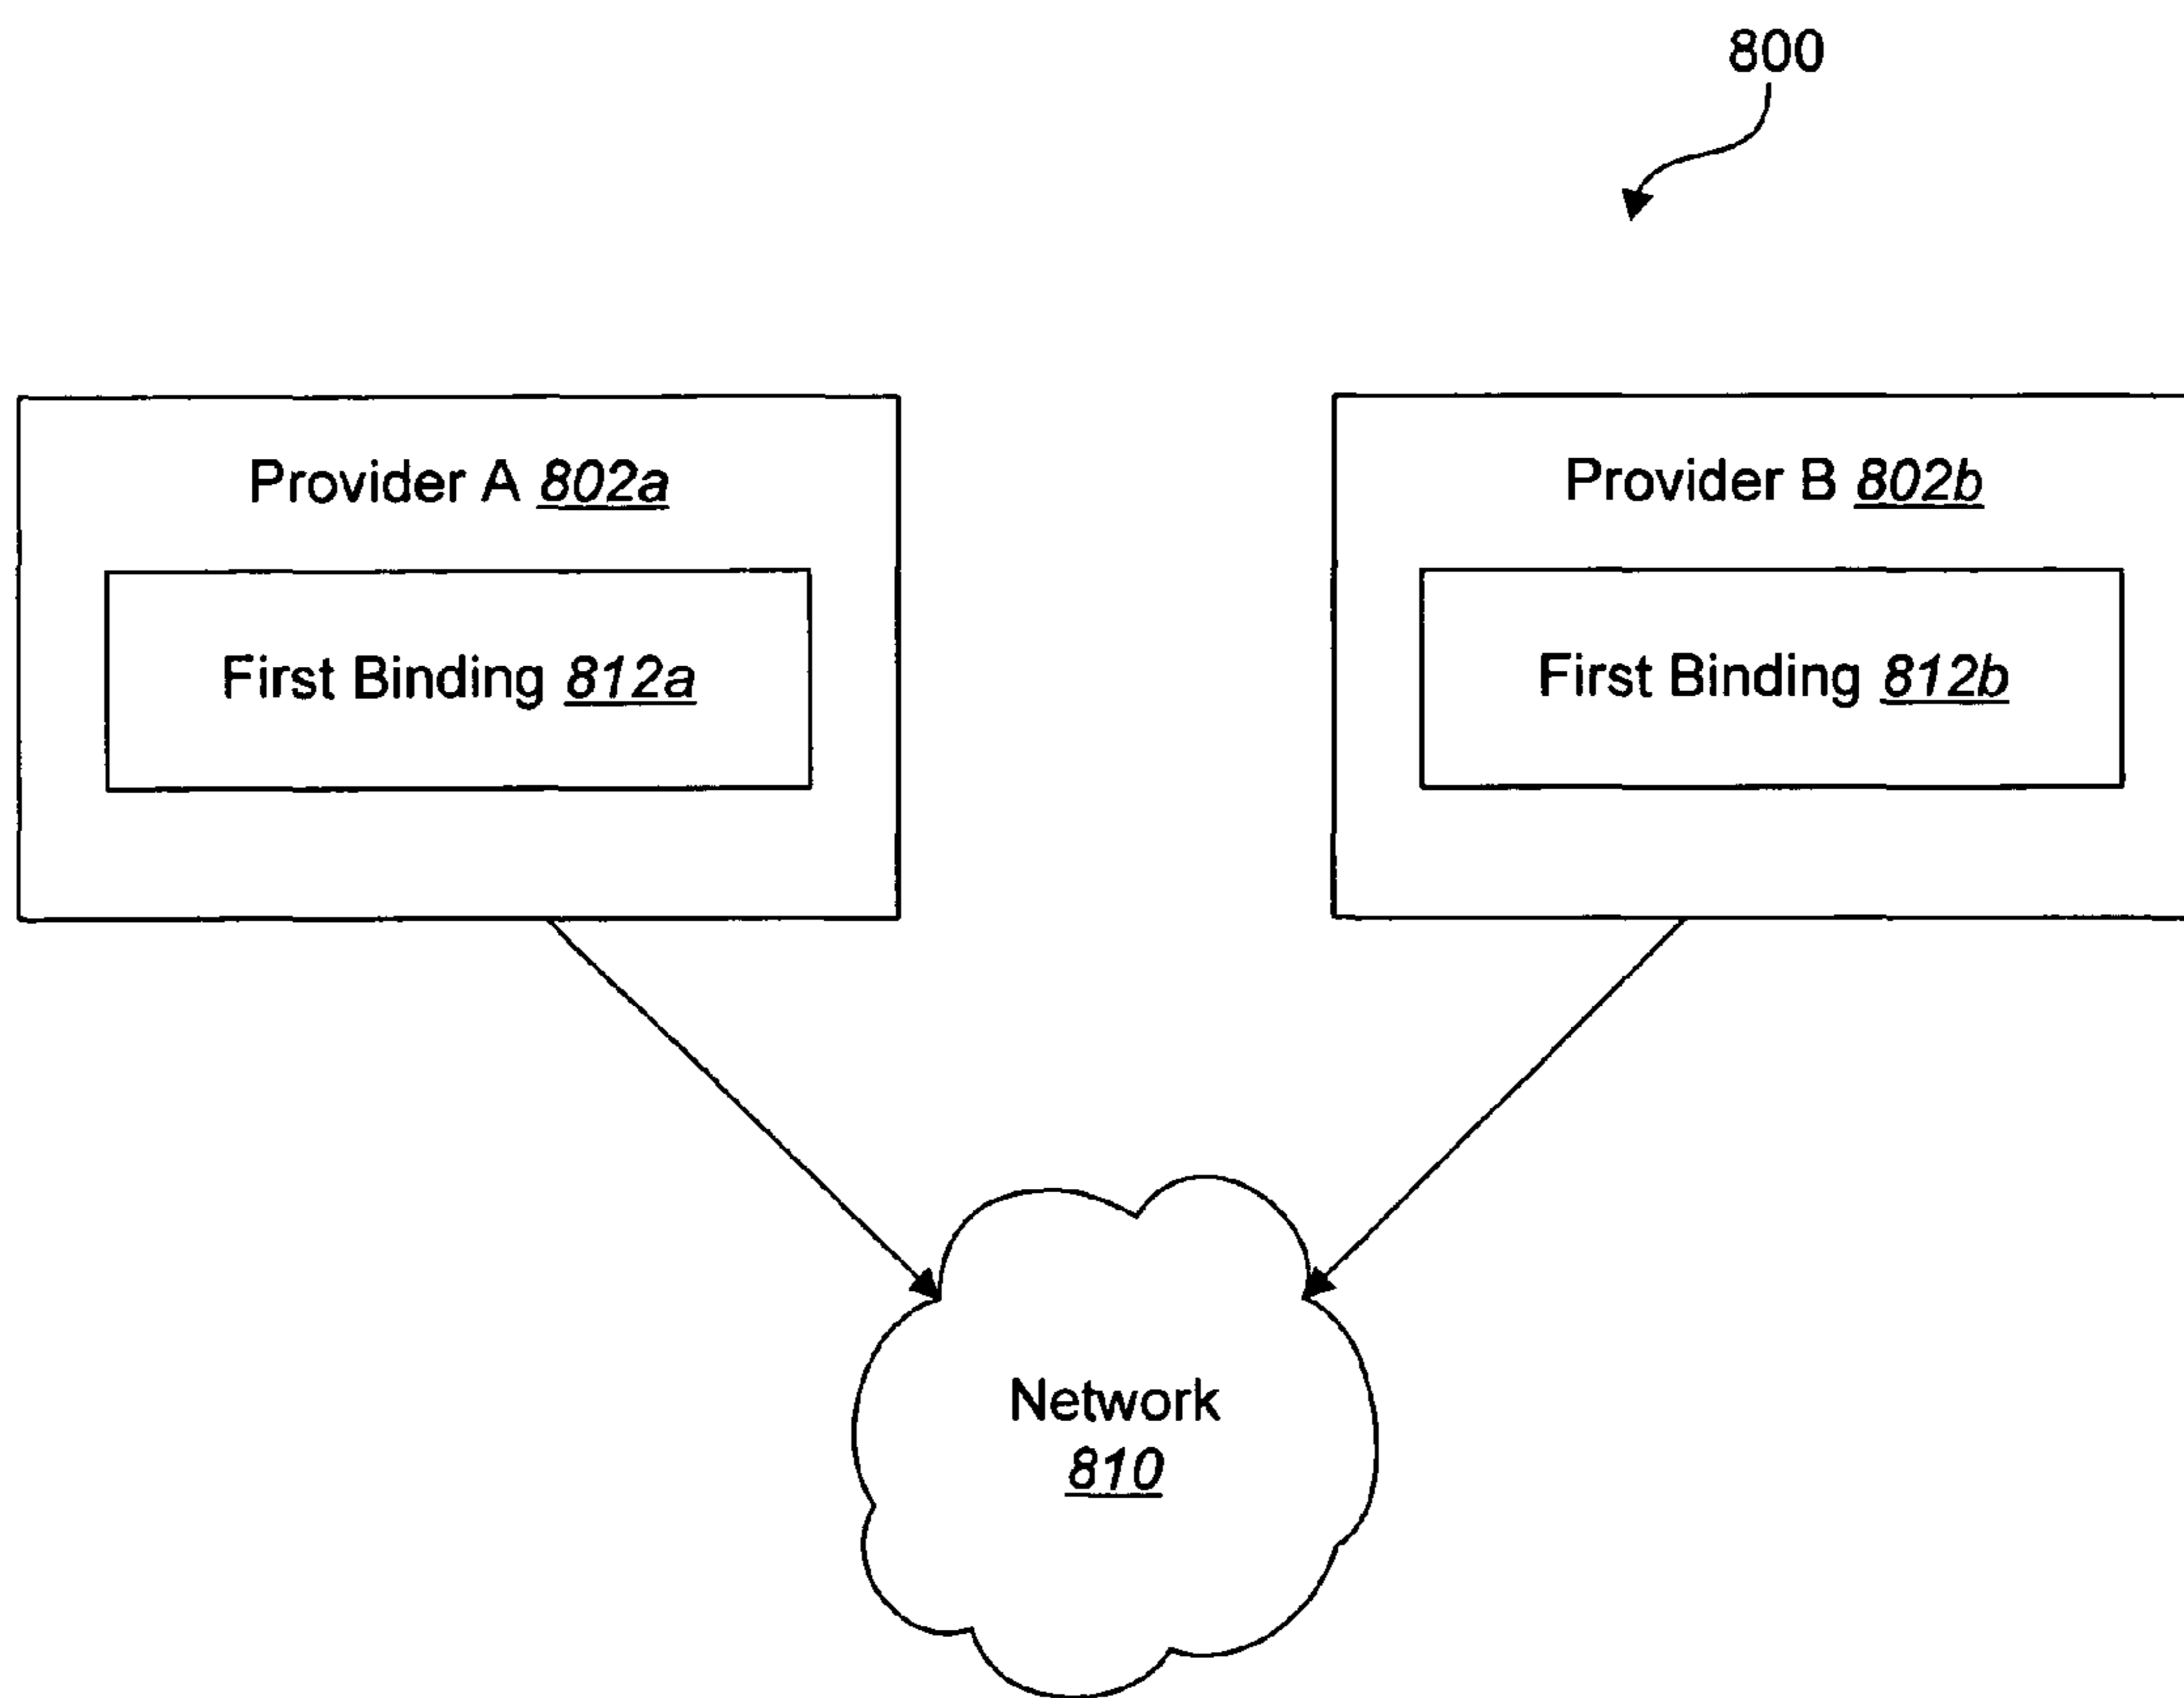 800
Provider A 802a
Provider B 802b
First Binding 812a
First Binding 812b
Network
810